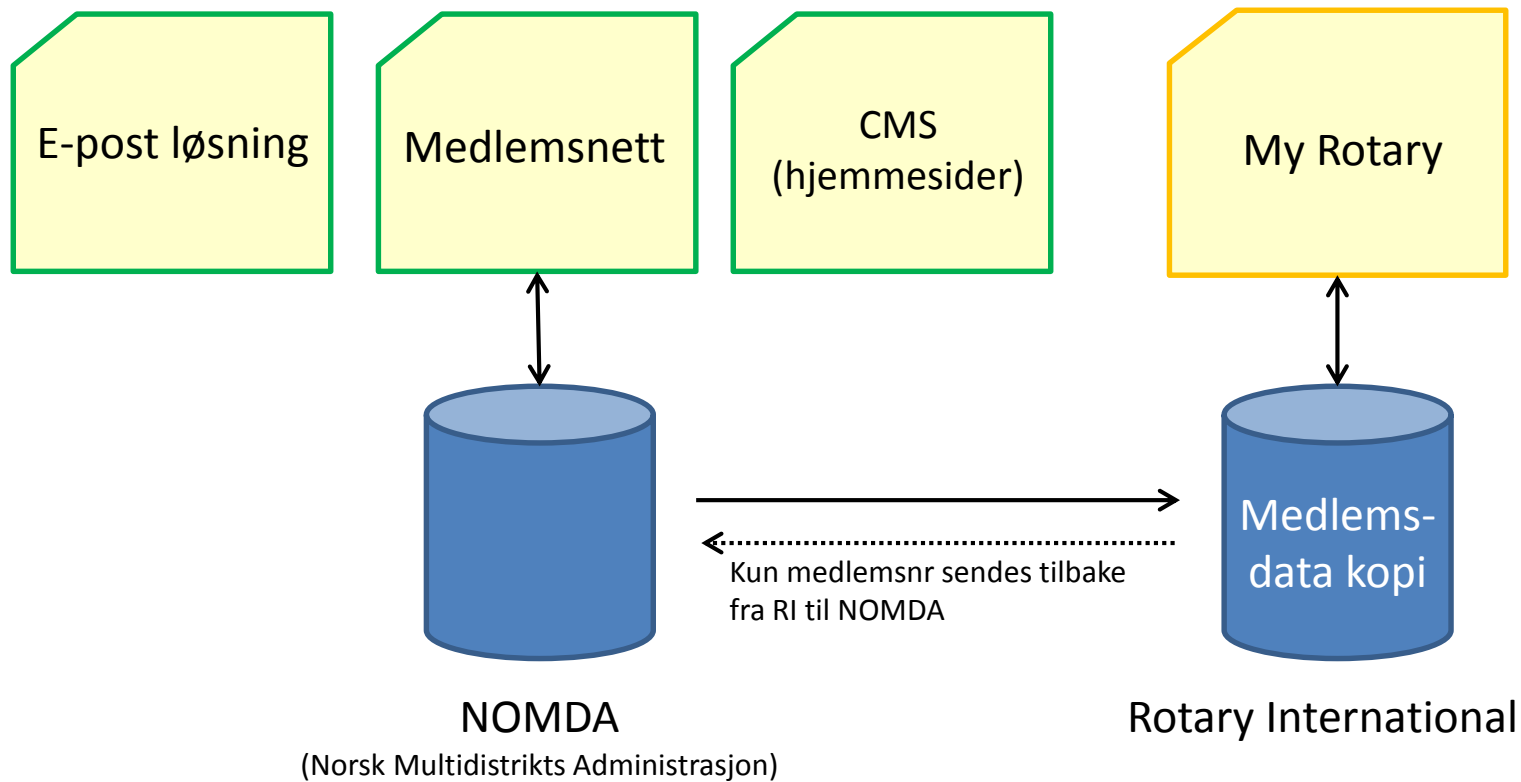 E-post løsning
Medlemsnett
CMS
(hjemmesider)
My Rotary
Medlems-
data kopi
Kun medlemsnr sendes tilbake
fra RI til NOMDA
NOMDA
(Norsk Multidistrikts Administrasjon)
Rotary International